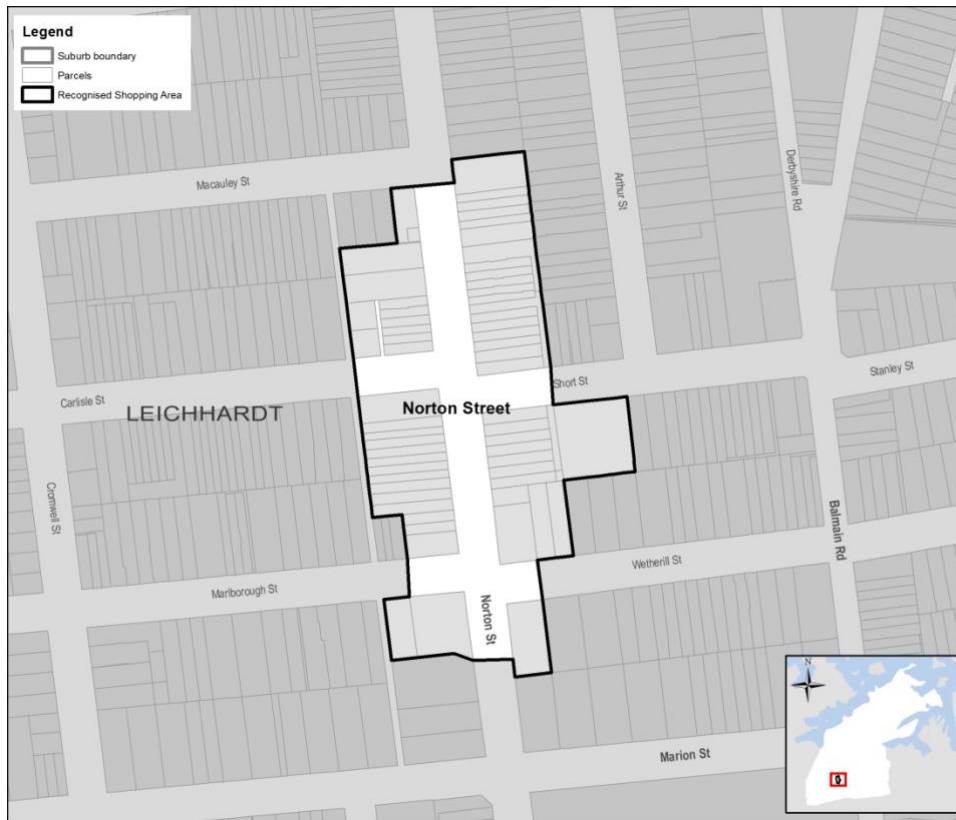 Legend
Suburb boundary
Parcels
Recognised Shopping Area
Macauley St
Arthur St
Derbyshire Rd
Stanley St
Short St
Carlisle St
LEICHHARDT
Norton Street
Cromwell St
Balmain Rd
Wetherill St
Marlborough St
Norton St
Marion St
N